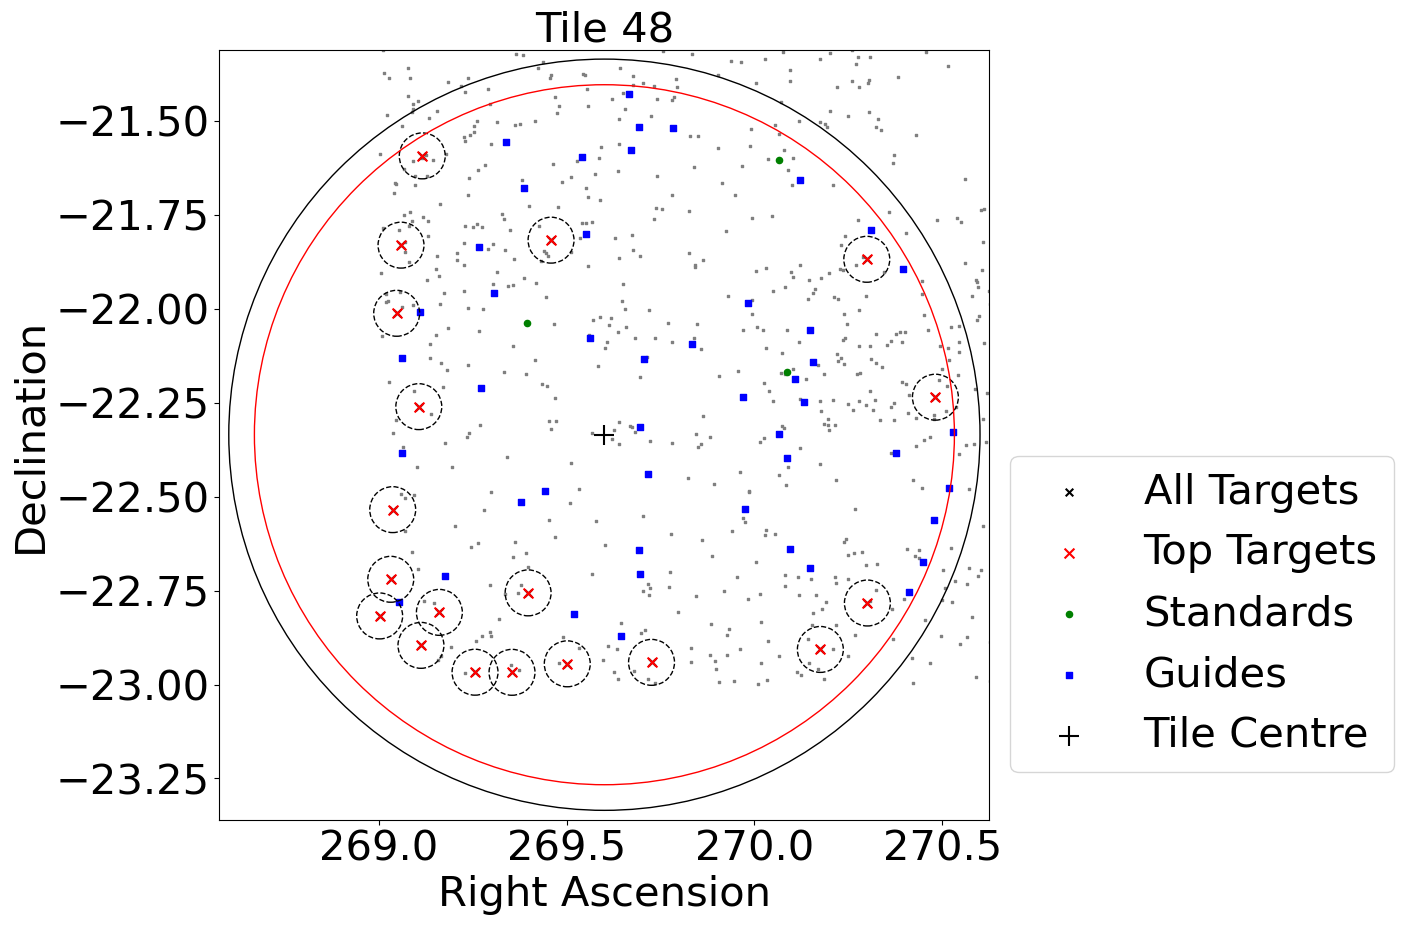 Tile 48
−21.50
−21.75
−22.00
−22.25
−22.50
−22.75
−23.00
−23.25
Declination
269.0
269.5
270.0
270.5
Right Ascension
All Targets
Top Targets
Standards
Guides
Tile Centre